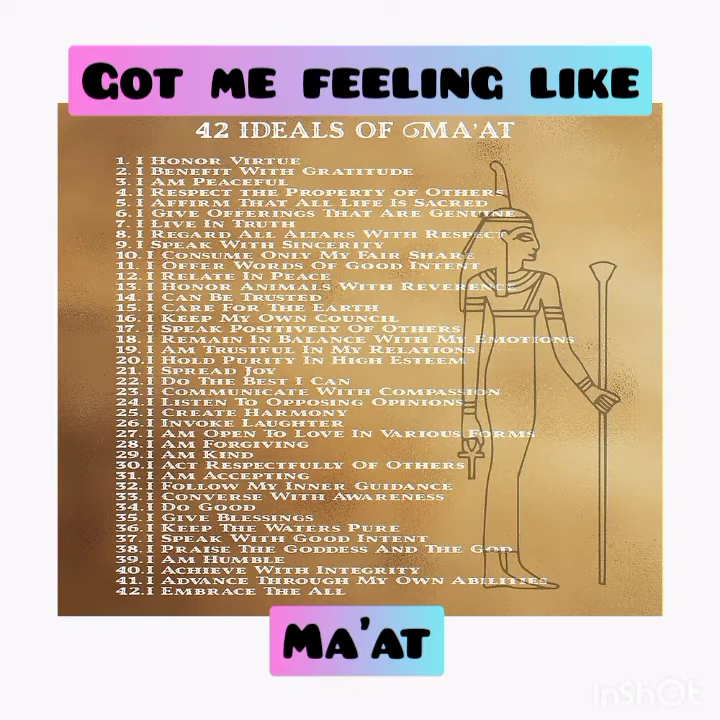 GOT ME FEELING LIKE
42 IDEALS OF MA'AT
1. I HONOR VIRTUE
2. I BENEFIT WITH GRATITUDE
3. I AM PEACEFUL
4. I RESPECT THE PROPERTY OF OTHERS
5. I AFFIRM THAT ALL LIFE IS SACRED
6. I GIVE OFFERINGS THAT ARE GENUINE
7. I LIVE IN TRUTH
8. I REGARD ALL ALTARS WITH RESPECT
9. I SPEAK WITH SINCERITY
10. I CONSUME ONLY MY FAIR SHARE
11. I OFFER WORDS OF GOOD INTENT
12. I RELATE IN PEACE
13. I HONOR ANIMALS WITH REVERENCE
14. I CAN BE TRUSTED
15. I CARE FOR THE EARTH
16. I KEEP MY OWN COUNCIL
17. I SPEAK POSITIVELY OF OTHERS
18. I REMAIN IN BALANCE WITH MY EMOTIONS
19. I AM TRUSTFUL IN MY RELATIONS
20. I HOLD PURITY IN HIGH ESTEEM
21. I SPREAD JOY
22. I DO THE BEST I CAN
23. I COMMUNICATE WITH COMPASSION
24. I LISTEN TO OPPOSING OPINIONS
25. I CREATE HARMONY
26. I INVOKE LAUGHTER
27. I AM OPEN TO LOVE IN VARIOUS FORMS
28. I AM FORGIVING
29. I AM KIND
30. I ACT RESPECTFULLY OF OTHERS
31. I AM ACCEPTING
32. I FOLLOW MY INNER GUIDANCE
33. I CONVERSE WITH AWARENESS
34. I DO GOOD
35. I GIVE BLESSINGS
36. I KEEP THE WATERS PURE
37. I SPEAK WITH GOOD INTENT
38. I PRAISE THE GODDESS AND THE GOD
39. I AM HUMBLE
40. I ACHIEVE WITH INTEGRITY
41. I ADVANCE THROUGH MY OWN ABILITIES
42. I EMBRACE THE ALL
MA'AT
InShOt